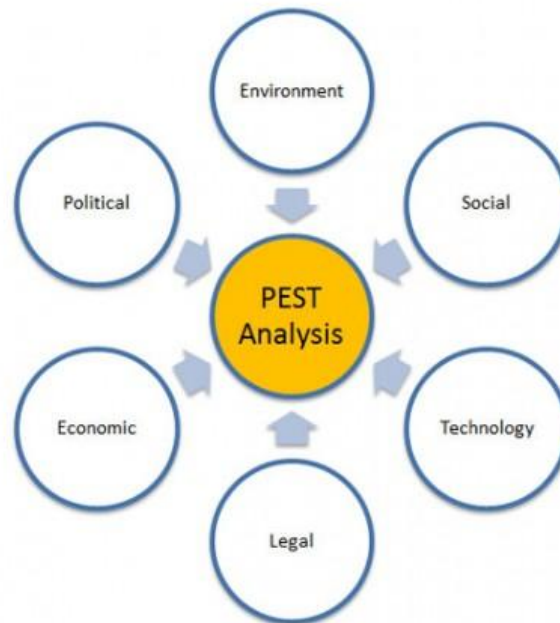 Environment
Political
Social
PEST
Analysis
Economic
Technology
Legal